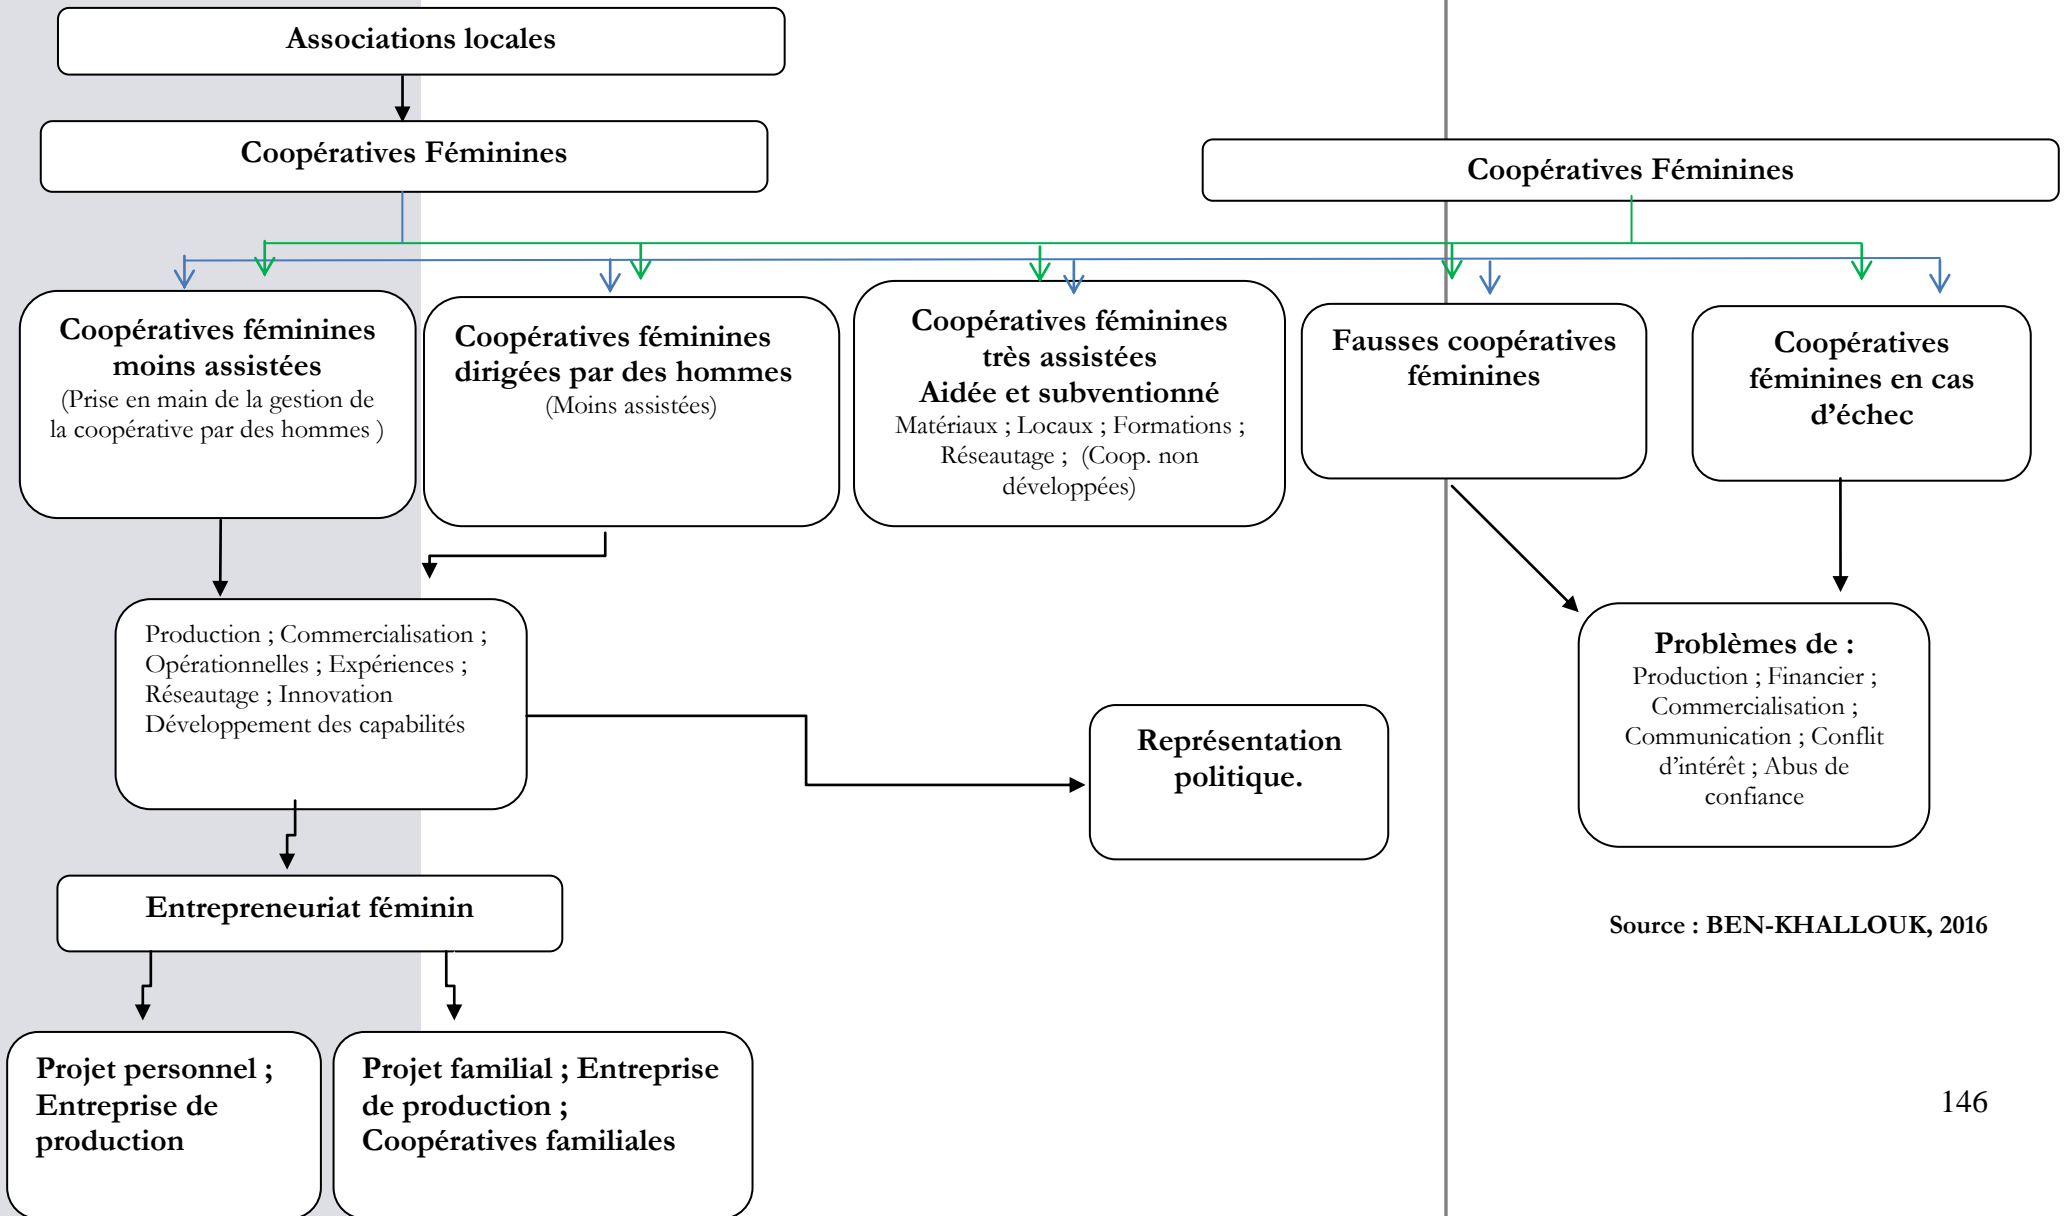 Associations locales
Coopératives Féminines
Coopératives Féminines
Coopératives féminines
moins assistées
(Prise en main de la gestion de
la coopérative par des hommes )
Coopératives féminines
dirigées par des hommes
(Moins assistées)
Coopératives féminines
très assistées
Aidée et subventionné
Matériaux ; Locaux ; Formations ;
Réseautage ; (Coop. non
développées)
Fausses coopératives
féminines
Coopératives
féminines en cas
d’échec
Production ; Commercialisation ;
Opérationnelles ; Expériences ;
Réseautage ; Innovation
Développement des capabilités
Représentation
politique.
Problèmes de :
Production ; Financier ;
Commercialisation ;
Communication ; Conflit
d’intérêt ; Abus de
confiance
Entrepreneuriat féminin
Source : BEN-KHALLOUK, 2016
Projet personnel ;
Entreprise de
production
Projet familial ; Entreprise
de production ;
Coopératives familiales
146